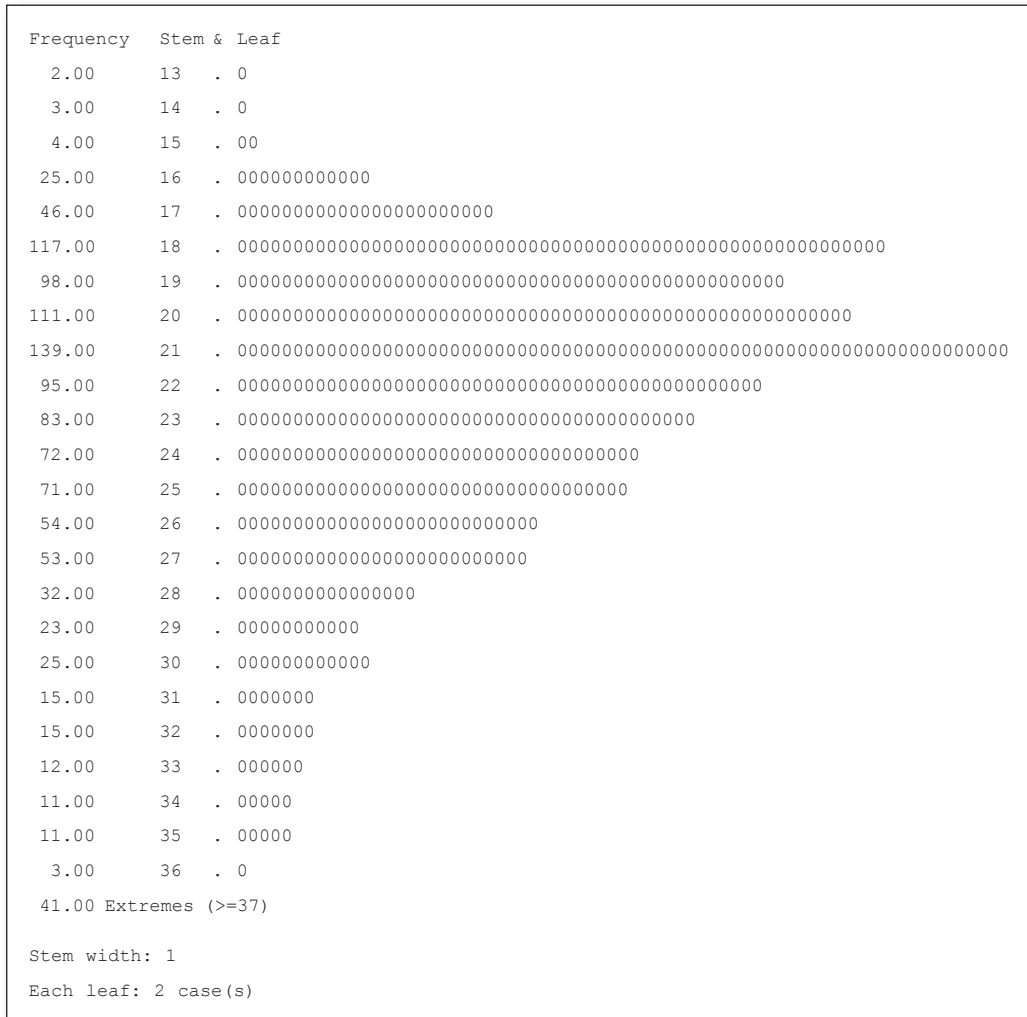 Frequency Stem & Leaf
2.00 13 . 0
3.00 14 . 0
4.00 15 . 00
25.00 16 . 000000000000
46.00 17 . 00000000000000000000000
117.00 18 . 0000000000000000000000000000000000000000000000000000000000
98.00 19 . 0000000000000000000000000000000000000000000000000
111.00 20 . 0000000000000000000000000000000000000000000000000000000
139.00 21 . 000000000000000000000000000000000000000000000000000000000000000000000
95.00 22 . 00000000000000000000000000000000000000000000000
83.00 23 . 00000000000000000000000000000000000000000
72.00 24 . 000000000000000000000000000000000000
71.00 25 . 00000000000000000000000000000000000
54.00 26 . 000000000000000000000000000
53.00 27 . 00000000000000000000000000
32.00 28 . 0000000000000000
23.00 29 . 00000000000
25.00 30 . 000000000000
15.00 31 . 0000000
15.00 32 . 0000000
12.00 33 . 000000
11.00 34 . 00000
11.00 35 . 00000
3.00 36 . 0
41.00 Extremes (>=37)
Stem width: 1
Each leaf: 2 case(s)